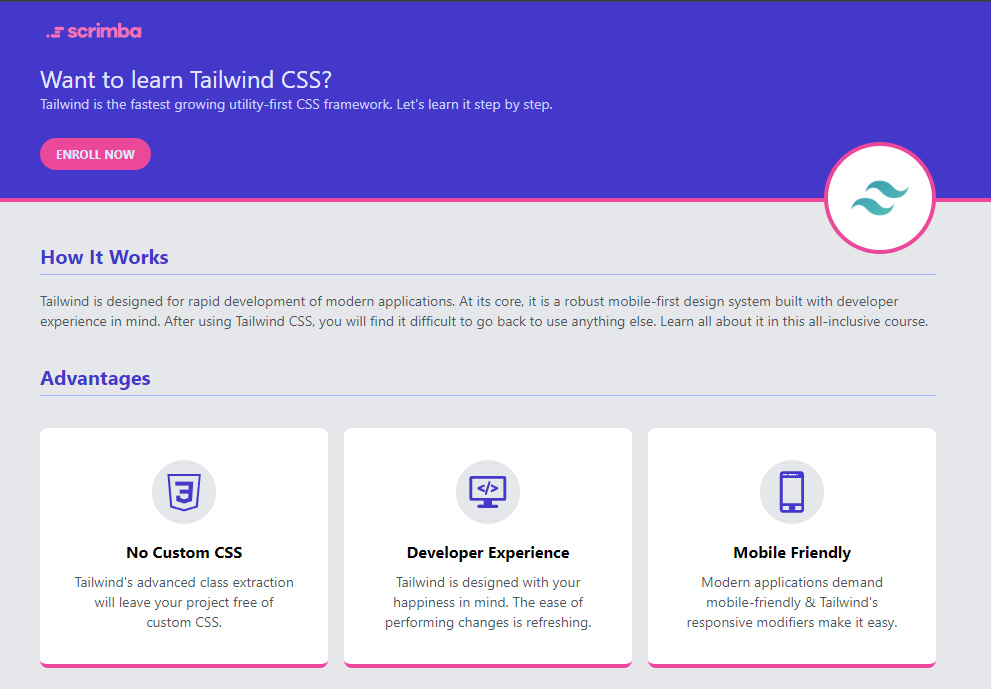 scrimba
Want to learn Tailwind CSS?
Tailwind is the fastest growing utility-first CSS framework. Let's learn it step by step.
ENROLL NOW
How It Works
Tailwind is designed for rapid development of modern applications. At its core, it is a robust mobile-first design system built with developer
experience in mind. After using Tailwind CSS, you will find it difficult to go back to use anything else. Learn all about it in this all-inclusive course.
Advantages
3
No Custom CSS
Tailwind's advanced class extraction
will leave your project free of
custom CSS.
</>
Developer Experience
Tailwind is designed with your
happiness in mind. The ease of
performing changes is refreshing.
Mobile Friendly
Modern applications demand
mobile-friendly & Tailwind's
responsive modifiers make it easy.